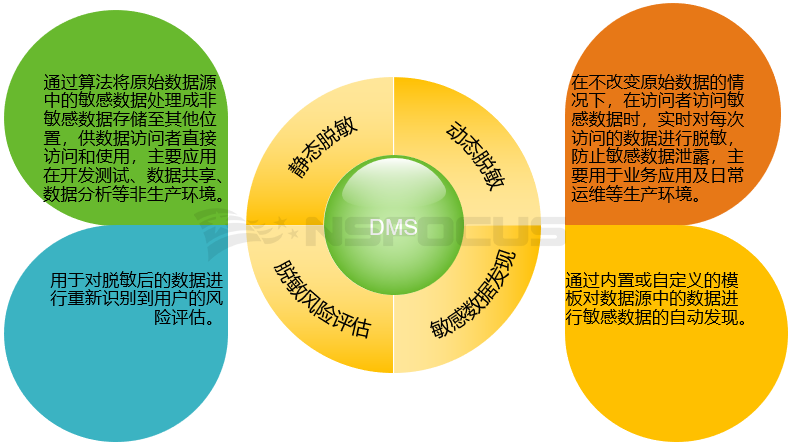 通过算法将原始数据源
中的敏感数据处理成非
敏感数据存储至其他位
置，供数据访问者直接
访问和使用，主要应用
在开发测试、数据共享、
数据分析等非生产环境。
在不改变原始数据的情
况下，在访问者访问敏
感数据时，实时对每次
访问的数据进行脱敏，
防止敏感数据泄露，主
要用于业务应用及日常
运维等生产环境。
静态脱敏
动态脱敏
DMS
NSFOCUS
脱敏风险评估
敏感数据发现
用于对脱敏后的数据进
行重新识别到用户的风
险评估。
通过内置或自定义的模
板对数据源中的数据进
行敏感数据的自动发现。